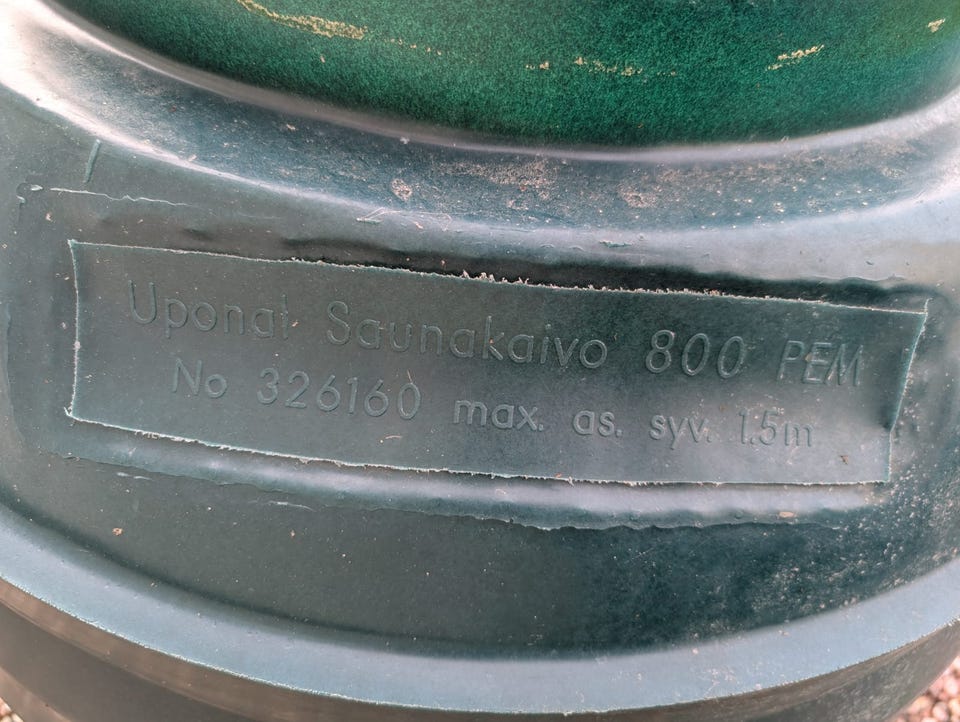 Uponal Saunakaivo 800 PEM
No 326160 max. as. syv. 1.5m